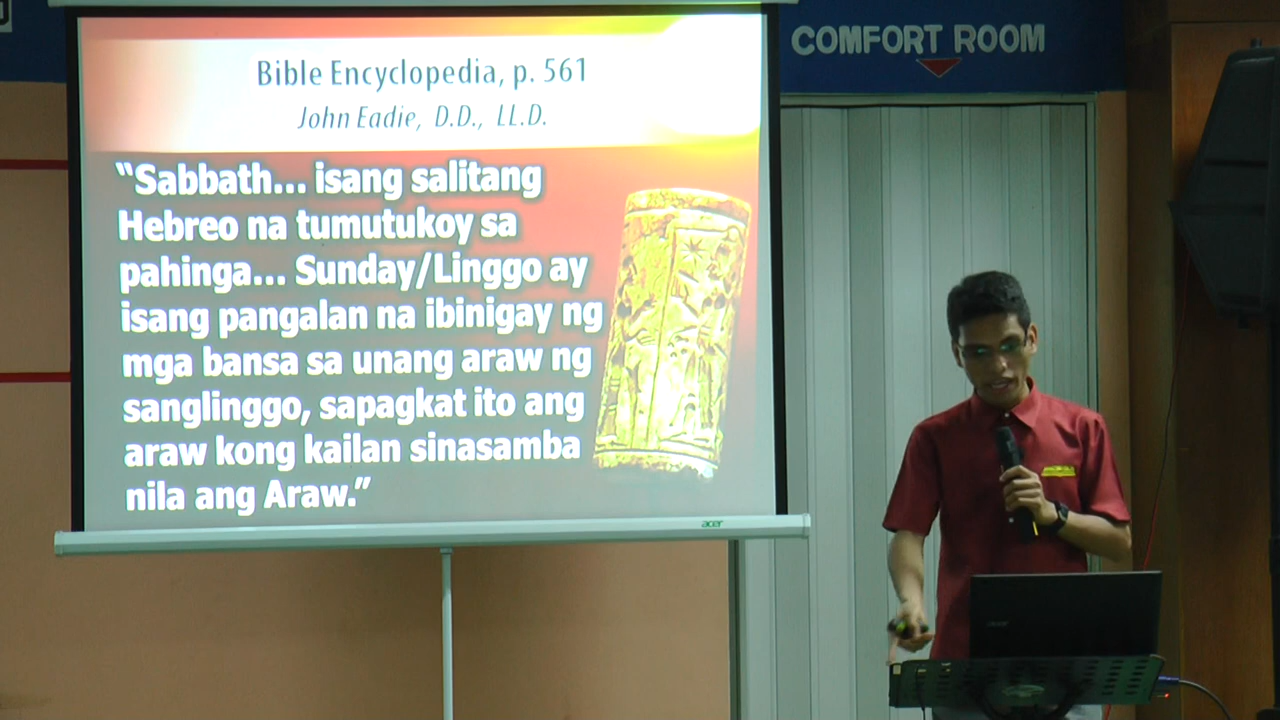 COMFORT ROOM
Bible Encyclopedia, p. 561
John Eadie, D.D., LL.D.
“Sabbath... isang salitang
Hebreo na tumutukoy sa
pahinga... Sunday/Linggo ay
isang pangalan na ibinigay ng
mga bansa sa unang araw ng
sanglinggo, sapagkat ito ang
araw kong kailan sinasamba
nila ang Araw.”
acer
acer